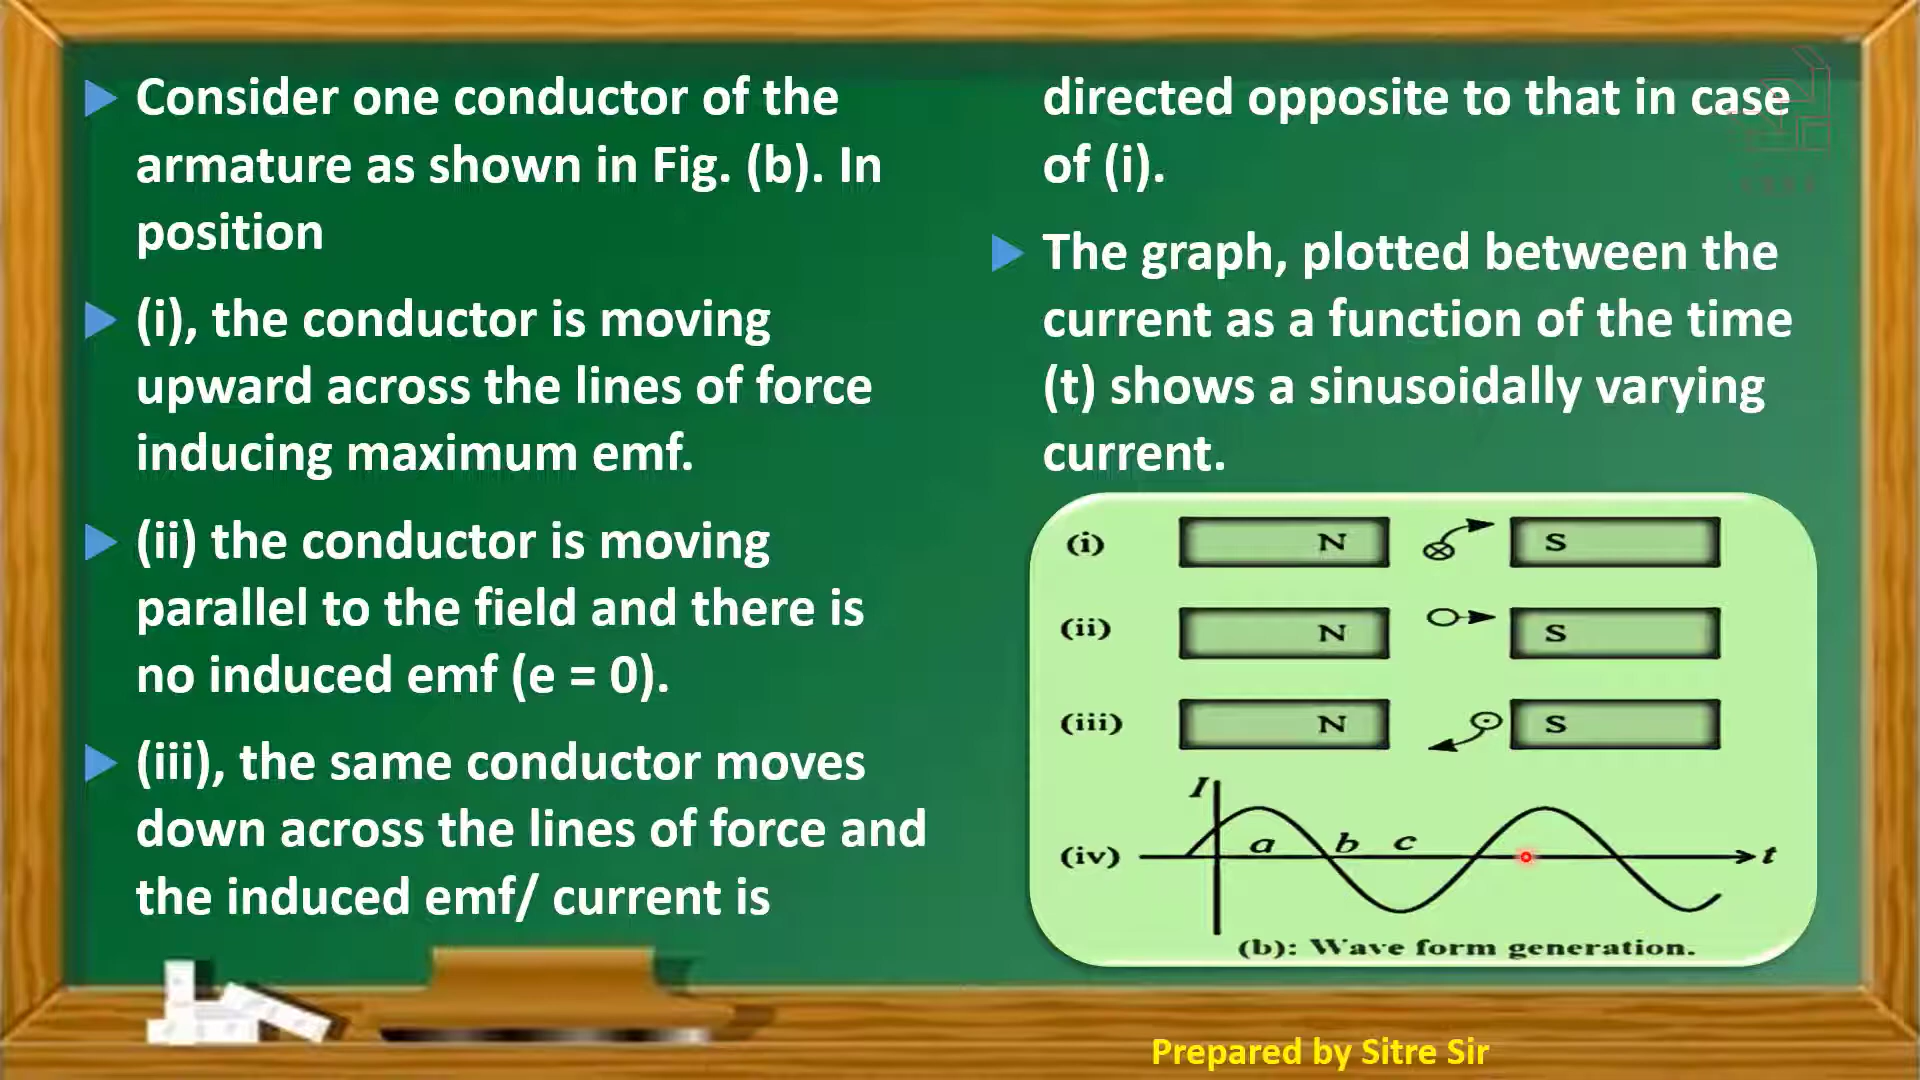 Consider one conductor of the
armature as shown in Fig. (b). In
position
(i), the conductor is moving
upward across the lines of force
inducing maximum emf.
(ii) the conductor is moving
parallel to the field and there is
no induced emf (e = 0).
(iii), the same conductor moves
down across the lines of force and
the induced emf/ current is
directed opposite to that in case
of (i).
The graph, plotted between the
current as a function of the time
(t) shows a sinusoidally varying
current.
(i) N S
(ii) N S
(iii) N S
I
a b c
(iv) t
(b): Wave form generation.
Prepared by Sitre Sir